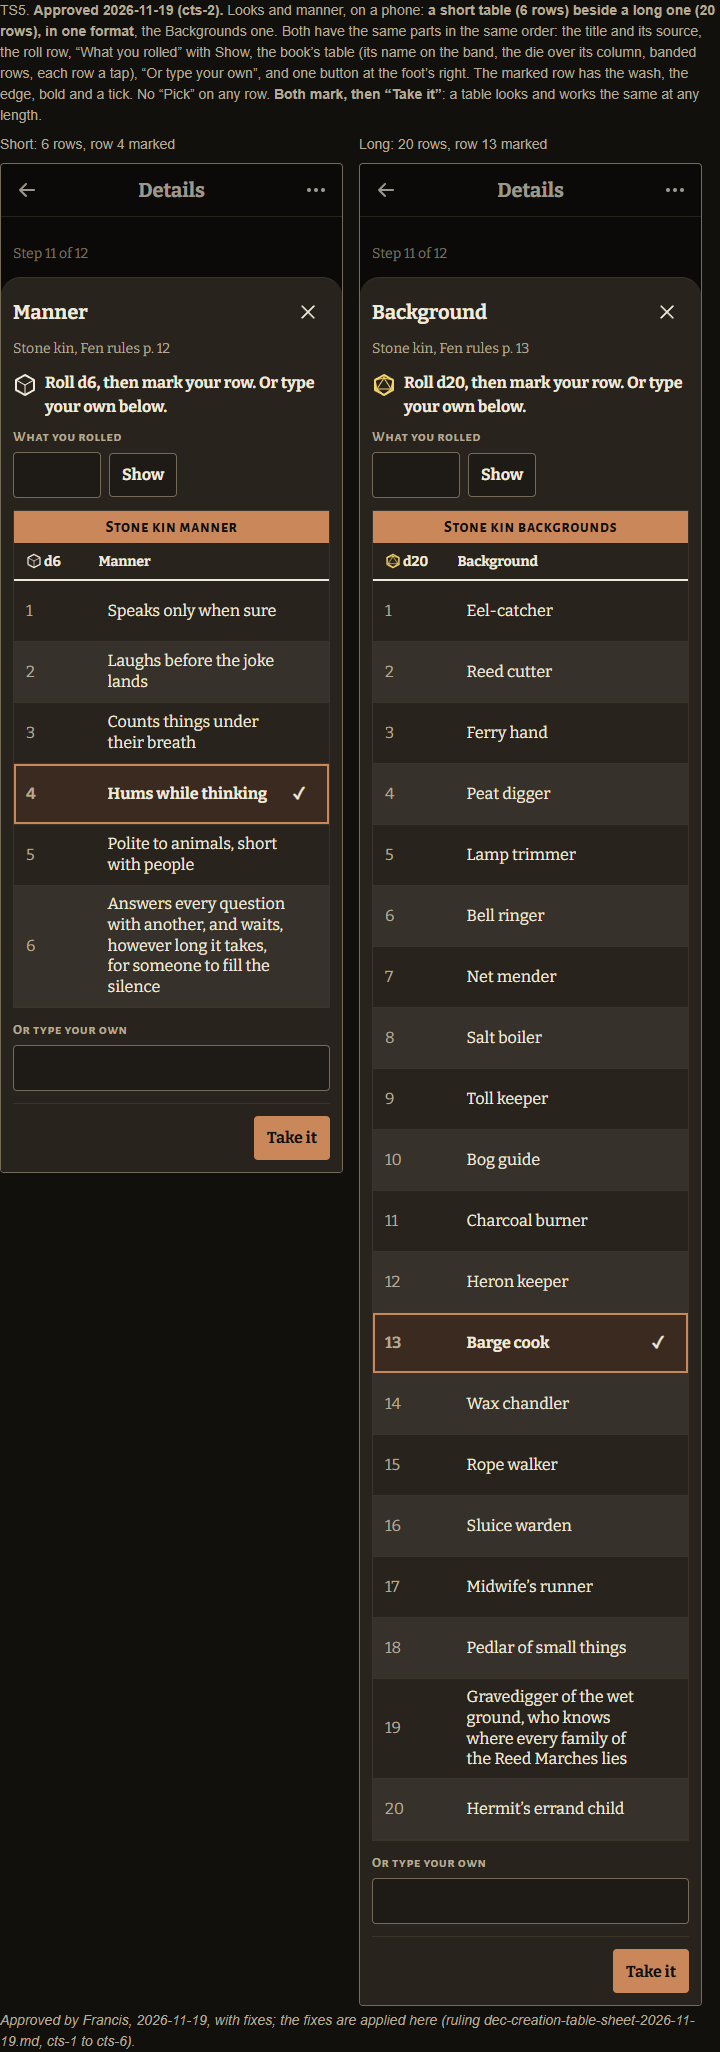 TS5. Approved 2026-11-19 (cts-2). Looks and manner, on a phone: a short table (6 rows) beside a long one (20
rows), in one format, the Backgrounds one. Both have the same parts in the same order: the title and its source,
the roll row, “What you rolled” with Show, the book’s table (its name on the band, the die over its column, banded
rows, each row a tap), “Or type your own”, and one button at the foot’s right. The marked row has the wash, the
edge, bold and a tick. No “Pick” on any row. Both mark, then “Take it”: a table looks and works the same at any
length.
Short: 6 rows, row 4 marked
Details
Step 11 of 12
Manner
Stone kin, Fen rules p. 12
Roll d6, then mark your row. Or type
your own below.
What you rolled
Show
Stone kin manner
d6 Manner
1 Speaks only when sure
2 Laughs before the joke
lands
3 Counts things under
their breath
4 Hums while thinking ✓
5 Polite to animals, short
with people
6 Answers every question
with another, and waits,
however long it takes,
for someone to fill the
silence
Or type your own
Take it
Long: 20 rows, row 13 marked
Details
Step 11 of 12
Background
Stone kin, Fen rules p. 13
Roll d20, then mark your row. Or type
your own below.
What you rolled
Show
Stone kin backgrounds
d20 Background
1 Eel-catcher
2 Reed cutter
3 Ferry hand
4 Peat digger
5 Lamp trimmer
6 Bell ringer
7 Net mender
8 Salt boiler
9 Toll keeper
10 Bog guide
11 Charcoal burner
12 Heron keeper
13 Barge cook ✓
14 Wax chandler
15 Rope walker
16 Sluice warden
17 Midwife’s runner
18 Pedlar of small things
19 Gravedigger of the wet
ground, who knows
where every family of
the Reed Marches lies
20 Hermit’s errand child
Or type your own
Take it
Approved by Francis, 2026-11-19, with fixes; the fixes are applied here (ruling dec-creation-table-sheet-2026-11-
19.md, cts-1 to cts-6).